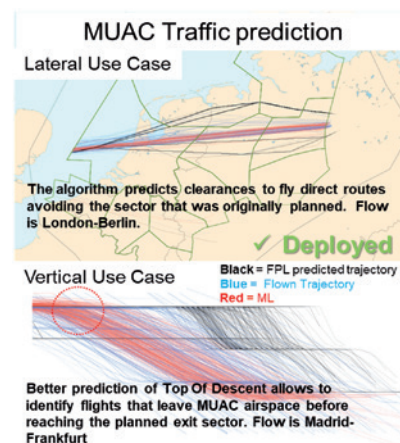 MUAC Traffic prediction
Lateral Use Case
The algorithm predicts clearances to fly direct routes
avoiding the sector that was originally planned. Flow
is London-Berlin.
✓ Deployed
Vertical Use Case
Black = FPL predicted trajectory
Blue = Flown Trajectory
Red = ML
Better prediction of Top Of Descent allows to
identify flights that leave MUAC airspace before
reaching the planned exit sector. Flow is Madrid-
Frankfurt